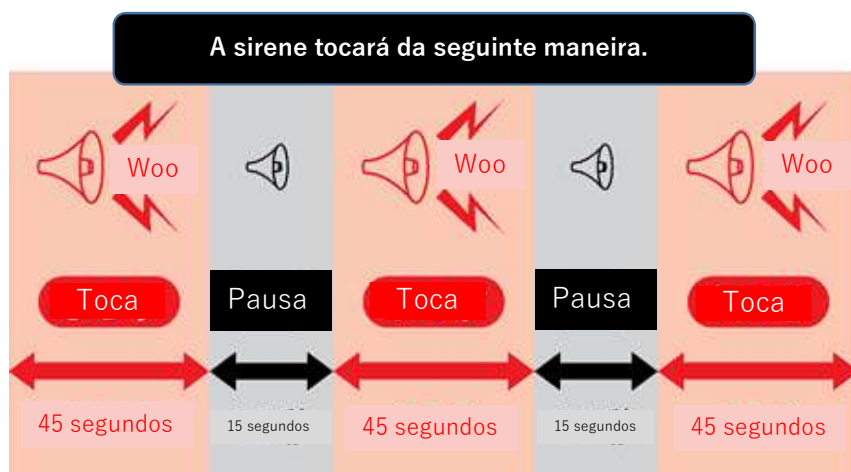 A sirene tocará da seguinte maneira.
Woo
Woo
Woo
Toca
Pausa
Toca
Pausa
Toca
45 segundos
15 segundos
45 segundos
15 segundos
45 segundos